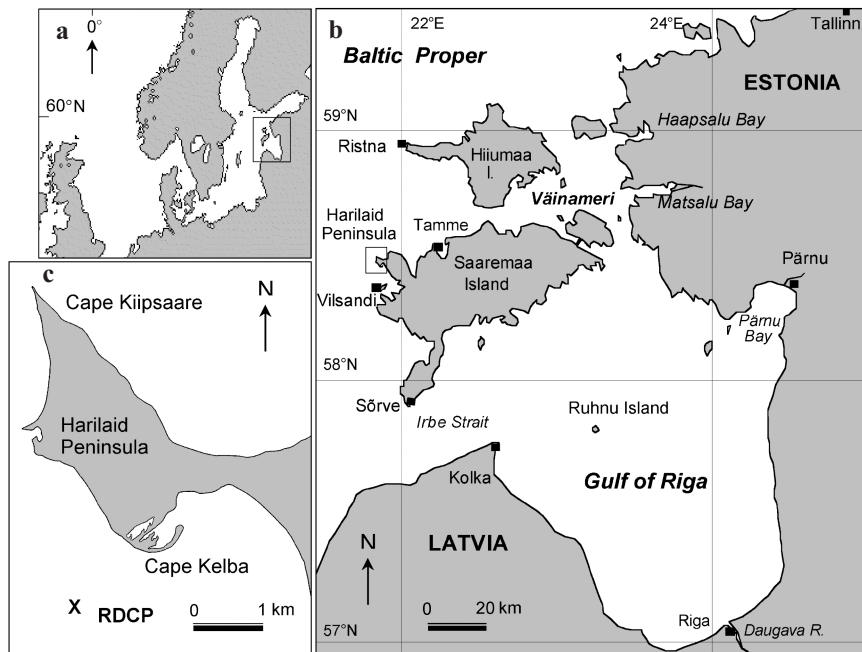 a
0°
60°N
b
22°E
24°E
Tallinn
Baltic Proper
ESTONIA
59°N
Haapsalu Bay
Ristna
Hiiumaa
I.
Väinameri
Matsalu Bay
Harilaid
Peninsula
Tamme
Saaremaa
Island
Pärnu
Vilsandi
Pärnu
Bay
58°N
Sõrve
Irbe Strait
Ruhnu Island
Kolka
Gulf of Riga
N
LATVIA
0 20 km
Riga
57°N
Daugava R.
c
Cape Kiipsaare
N
Harilaid
Peninsula
Cape Kelba
X RDCP
0 1 km